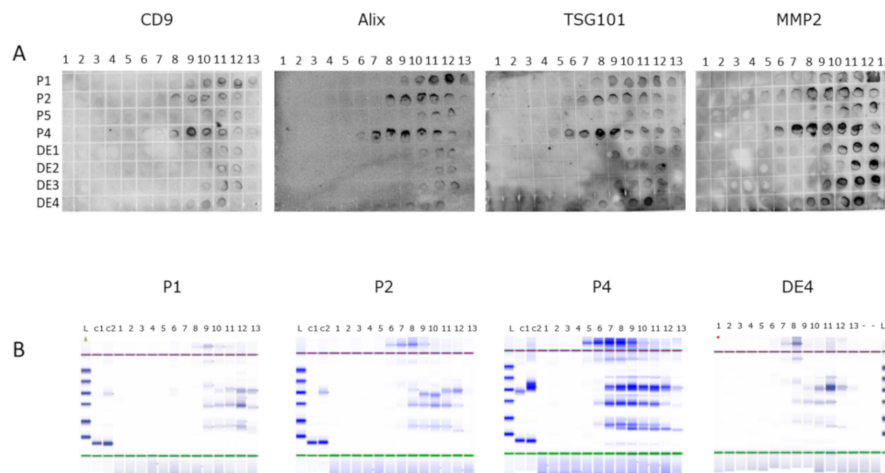 CD9 Alix TSG101 MMP2
1 2 3 4 5 6 7 8 9 10 11 12 13 1 2 3 4 5 6 7 8 9 10 11 12 13 1 2 3 4 5 6 7 8 9 10 11 12 13 1 2 3 4 5 6 7 8 9 10 11 12 13
A
P1
P2
P5
P4
DE1
DE2
DE3
DE4
P1 P2 P4 DE4
L c1 c2 1 2 3 4 5 6 7 8 9 10 11 12 13 L c1 c2 1 2 3 4 5 6 7 8 9 10 11 12 13 L c1 c2 1 2 3 4 5 6 7 8 9 10 11 12 13 1 2 3 4 5 6 7 8 9 10 11 12 13 - - L
B